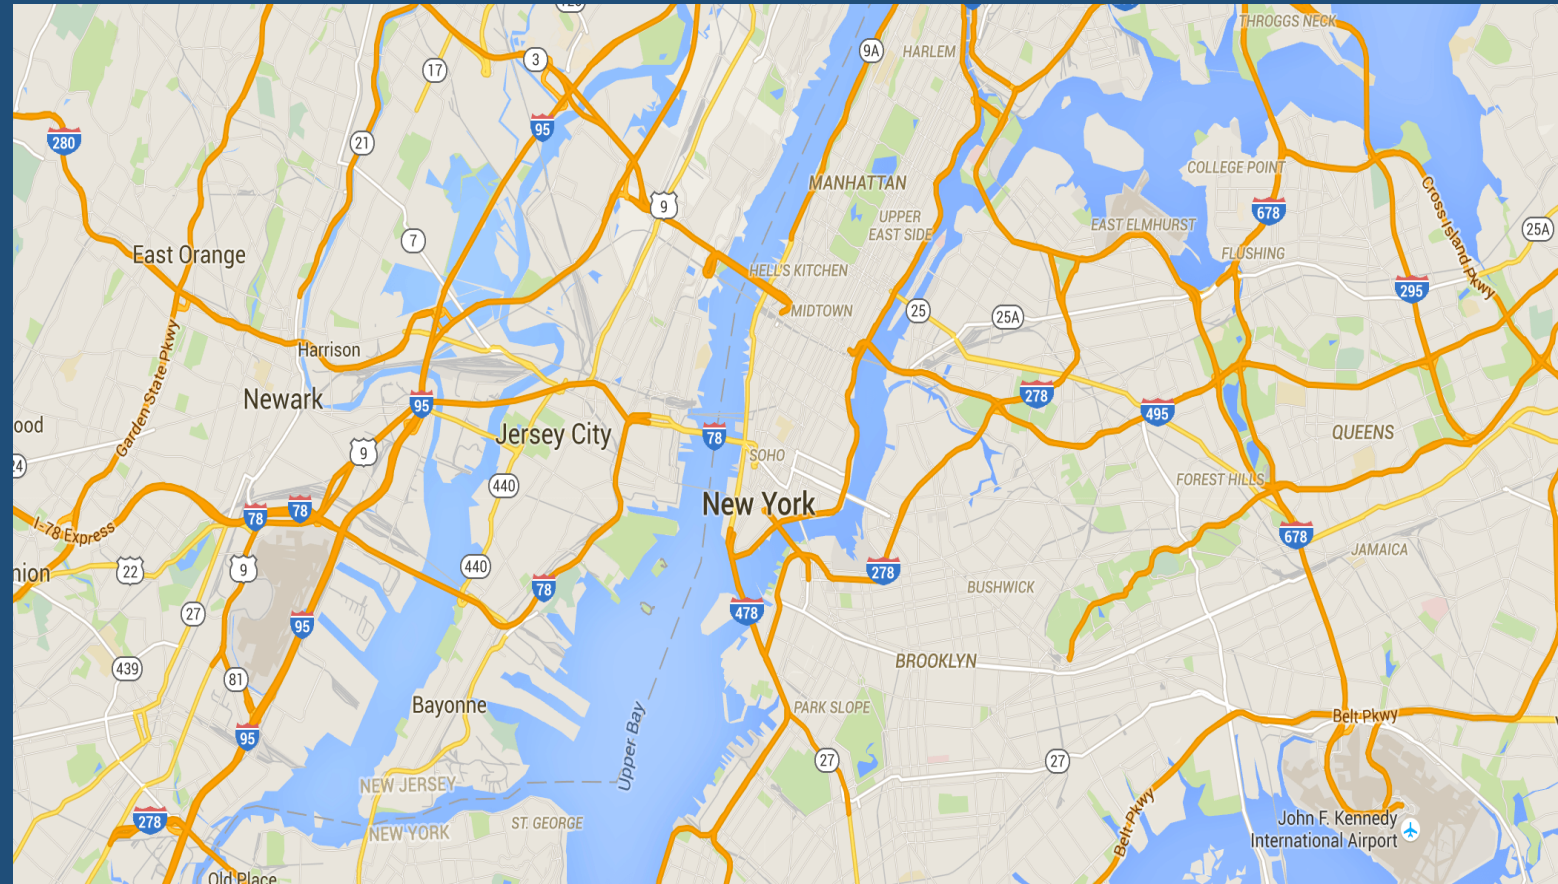 THROGGS NECK
9A
HARLEM
3
17
95
280
21
COLLEGE POINT
MANHATTAN
Cross Island Pkwy
9
678
UPPER
EAST SIDE
EAST ELMHURST
25A
7
East Orange
FLUSHING
HELL'S KITCHEN
295
MIDTOWN
25
25A
Harrison
Garden State Pkwy
278
Newark
95
495
ood
Jersey City
78
QUEENS
9
SOHO
24
440
FOREST HILLS
New York
78
78
I-78 Express
678
JAMAICA
22
9
440
278
nion
78
BUSHWICK
27
478
95
439
BROOKLYN
81
Bayonne
PARK SLOPE
Belt Pkwy
95
Upper Bay
27
27
NEW JERSEY
Belt Pkwy
278
NEW YORK
ST. GEORGE
John F. Kennedy
International Airport
Old Place